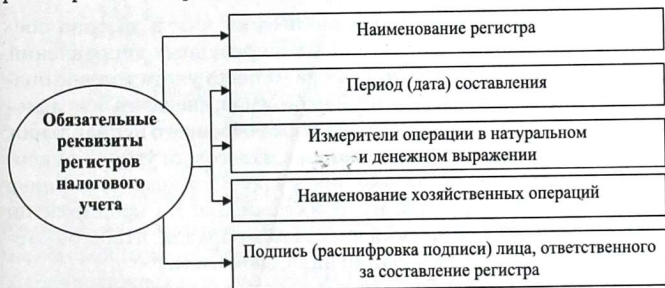 Обязательные
реквизиты
регистров
налогового
учета
Наименование регистра
Период (дата) составления
Измерители операции в натуральном
и денежном выражении
Наименование хозяйственных операций
Подпись (расшифровка подписи) лица, ответственного
за составление регистра